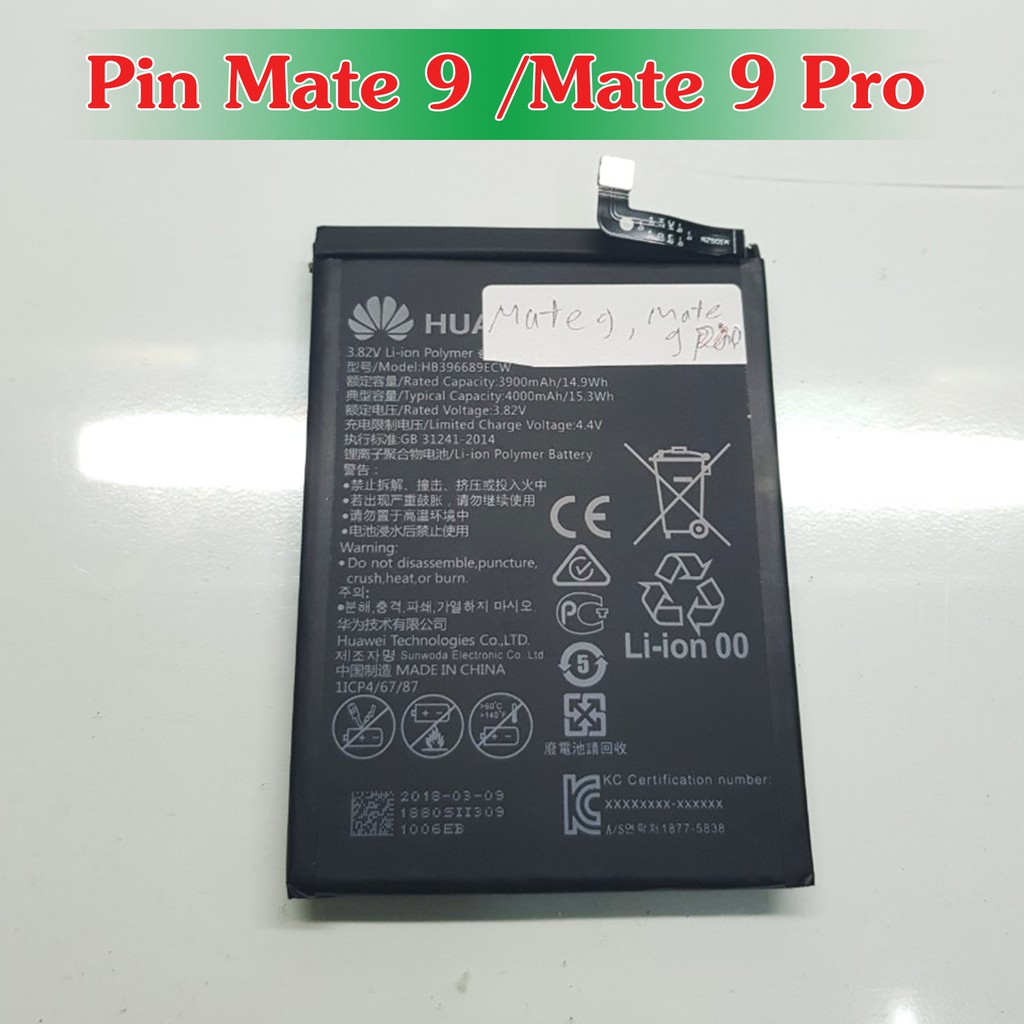 Pin Mate 9 /Mate 9 Pro
HUA
Mate 9, Mate
9
3.82V Li-ion Polymer
型号/Model:HB396689ECW
额定容量/Rated Capacity:3900mAh/14.9Wh
典型容量/Typical Capacity:4000mAh/15.3Wh
额定电压/Rated Voltage:3.82V
充电限制电压/Limited Charge Voltage:4.4V
执行标准:GB 31241-2014
锂离子聚合物电池/Li-ion Polymer Battery
警告:
•禁止拆解、撞击、挤压或投入火中
•若出现严重鼓胀，请勿继续使用
•请勿置于高温环境中
•电池浸水后禁止使用
Warning:
•Do not disassemble,puncture,
crush,heat,or burn.
주의:
•분해,충격,파쇄,가열하지 마시오.
华为技术有限公司
Huawei Technologies Co.,LTD.
제조자명 Sunwoda Electronic Co Ltd
中国制造 MADE IN CHINA
1ICP4/67/87
CE
PC
5
Li-ion 00
>60°C
>140°F
廢電池請回收
2018-03-09
1006EB
KC Certification number:
XXXXXXXX-XXXXXX
A/S연락처1877-5838